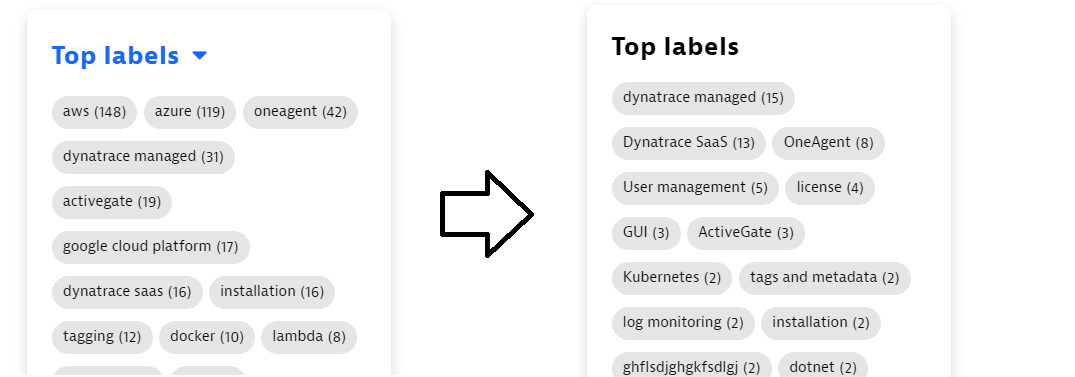 Top labels
aws (148) azure (119) oneagent (42)
dynatrace managed (31)
activegate (19)
google cloud platform (17)
dynatrace saas (16) installation (16)
tagging (12) docker (10) lambda (8)
Top labels
dynatrace managed (15)
Dynatrace SaaS (13) OneAgent (8)
User management (5) license (4)
GUI (3) ActiveGate (3)
Kubernetes (2) tags and metadata (2)
log monitoring (2) installation (2)
ghflsdjghgkfsdlgj (2) dotnet (2)